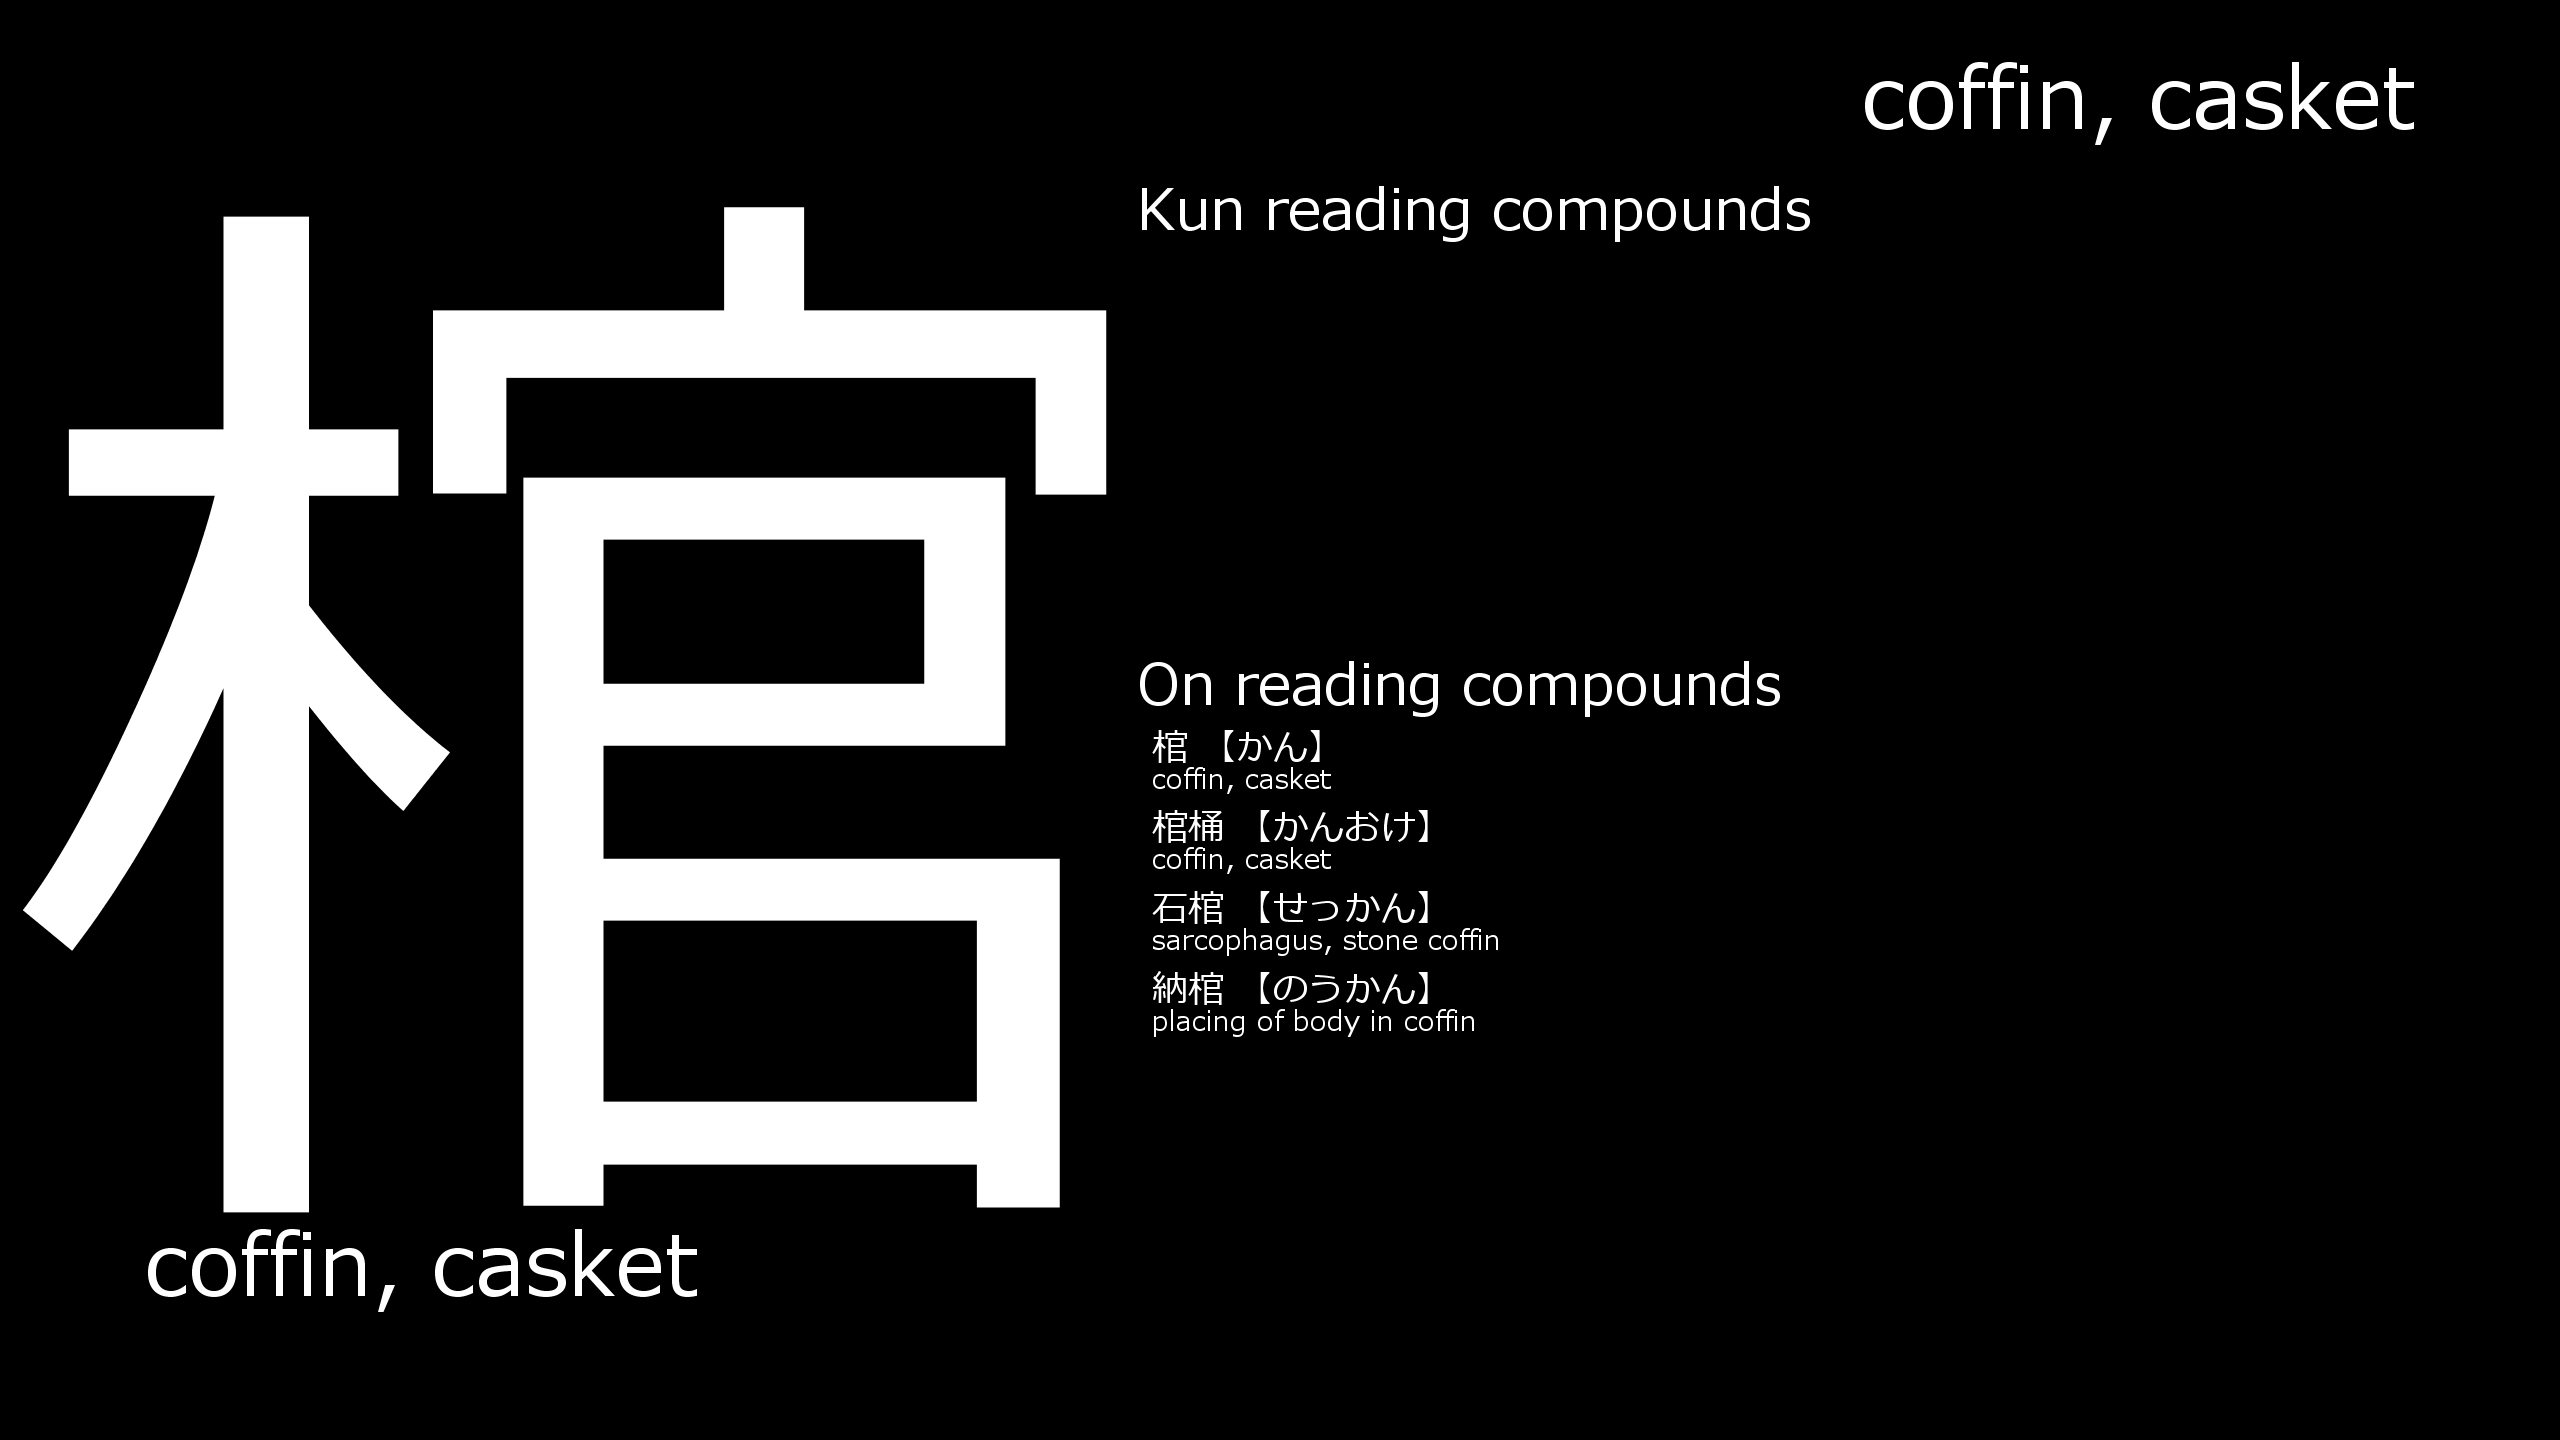 coffin, casket
Kun reading compounds
棺
On reading compounds
棺 【かん】
coffin, casket
棺桶 【かんおけ】
coffin, casket
石棺 【せっかん】
sarcophagus, stone coffin
納棺 【のうかん】
placing of body in coffin
coffin, casket